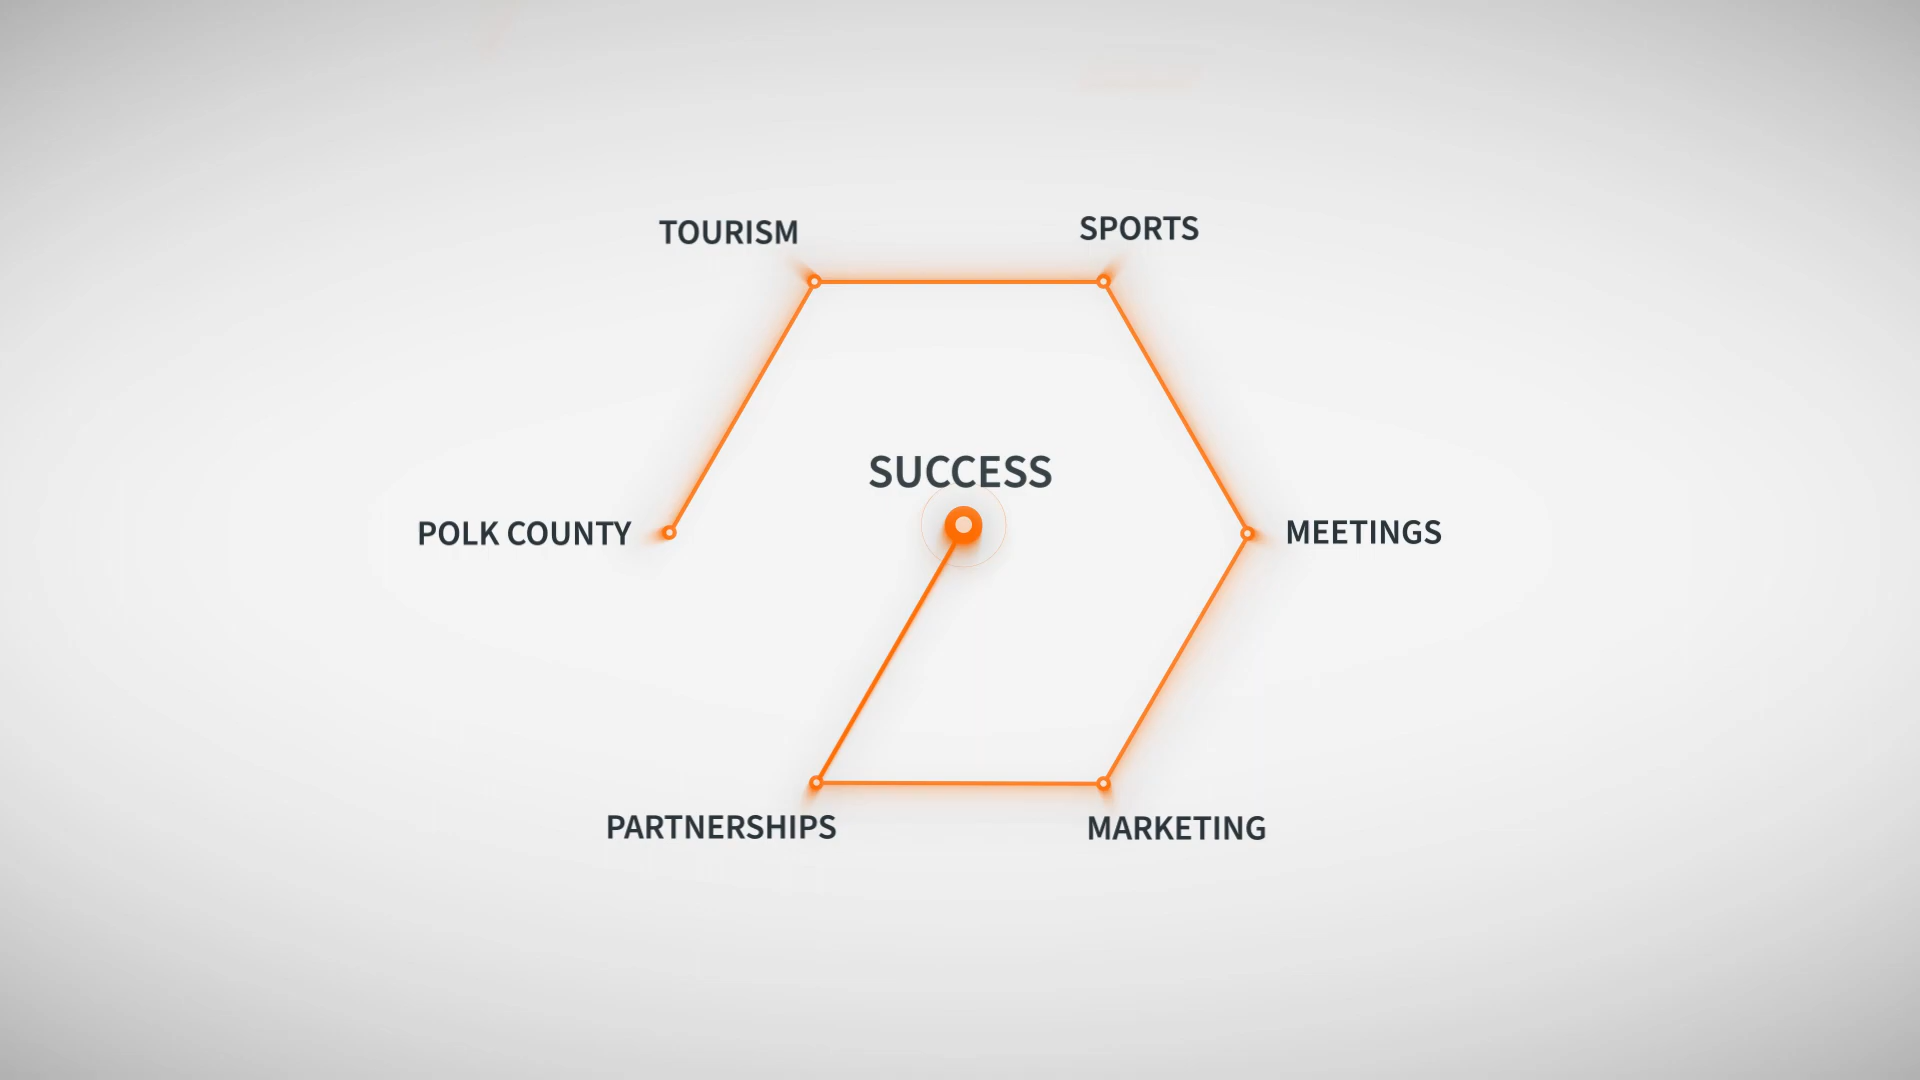 TOURISM
SPORTS
SUCCESS
POLK COUNTY
MEETINGS
PARTNERSHIPS
MARKETING